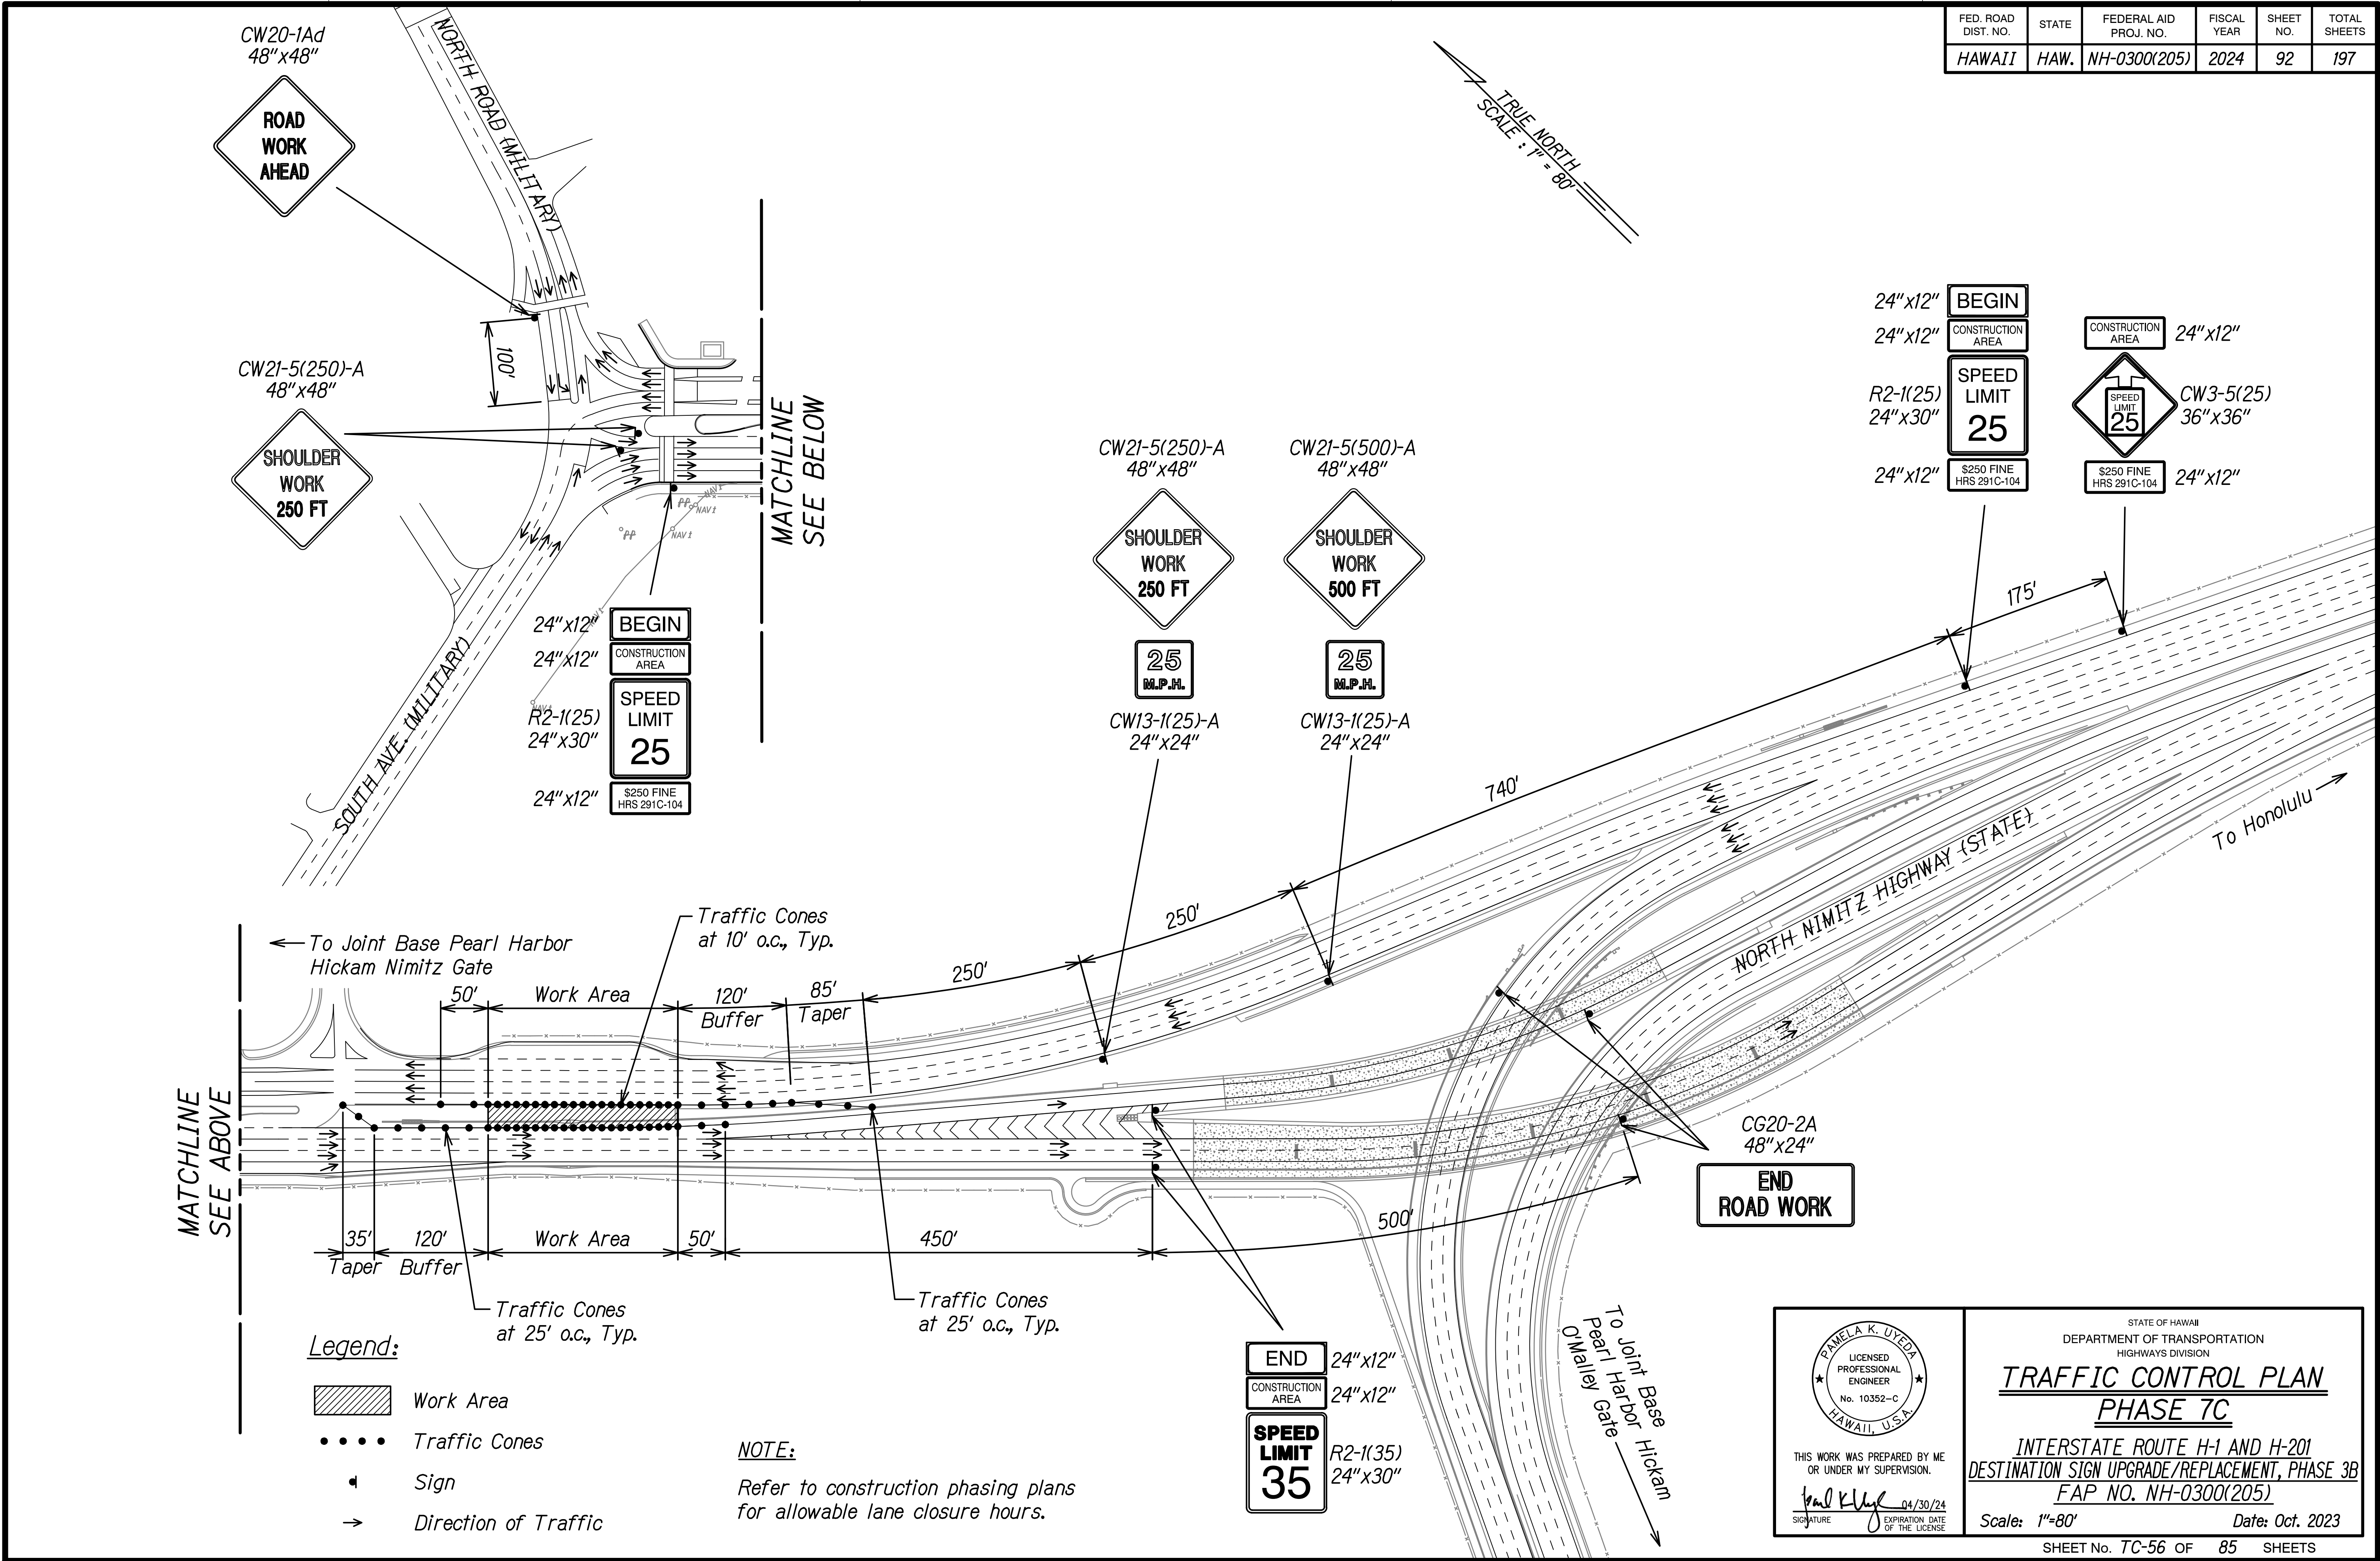 FED. ROAD DIST. NO.
STATE
FEDERAL AID PROJ. NO.
FISCAL YEAR
SHEET NO.
TOTAL SHEETS
HAWAII
HAW.
NH-0300(205)
2024
92
197
CW20-1Ad
48"x48"
ROAD
WORK
AHEAD
NORTH ROAD (MILITARY)
TRUE NORTH
SCALE : 1" = 80'
100'
CW21-5(250)-A
48"x48"
SHOULDER
WORK
250 FT
MATCHLINE
SEE BELOW
NAV1
NAV1
NAV1
NAV1
NAV1
24"x12" BEGIN
24"x12" CONSTRUCTION
AREA
R2-1(25)
24"x30"
SPEED
LIMIT
25
24"x12" $250 FINE
HRS 291C-104
SOUTH AVE. (MILITARY)
CW21-5(250)-A
48"x48"
SHOULDER
WORK
250 FT
25
M.P.H.
CW13-1(25)-A
24"x24"
CW21-5(500)-A
48"x48"
SHOULDER
WORK
500 FT
25
M.P.H.
CW13-1(25)-A
24"x24"
24"x12" BEGIN
24"x12" CONSTRUCTION
AREA
R2-1(25)
24"x30"
SPEED
LIMIT
25
24"x12" $250 FINE
HRS 291C-104
CONSTRUCTION
AREA 24"x12"
SPEED
LIMIT
25
CW3-5(25)
36"x36"
$250 FINE
HRS 291C-104 24"x12"
175'
740'
250'
250'
To Honolulu
NORTH NIMITZ HIGHWAY (STATE)
Traffic Cones
at 10' o.c., Typ.
To Joint Base Pearl Harbor
Hickam Nimitz Gate
50'
Work Area
120'
Buffer
85'
Taper
MATCHLINE
SEE ABOVE
35'
Taper
120'
Buffer
Work Area
50'
450'
500'
CG20-2A
48"x24"
END
ROAD WORK
Traffic Cones
at 25' o.c., Typ.
Traffic Cones
at 25' o.c., Typ.
END 24"x12"
CONSTRUCTION
AREA 24"x12"
SPEED
LIMIT
35
R2-1(35)
24"x30"
To Joint Base
Pearl Harbor Hickam
O'Malley Gate
Legend:
Work Area
Traffic Cones
Sign
Direction of Traffic
NOTE:
Refer to construction phasing plans
for allowable lane closure hours.
PAMELA K. UYEDA
LICENSED
PROFESSIONAL
ENGINEER
No. 10352-C
HAWAII, U.S.A.
THIS WORK WAS PREPARED BY ME
OR UNDER MY SUPERVISION.
04/30/24
SIGNATURE
EXPIRATION DATE
OF THE LICENSE
STATE OF HAWAII
DEPARTMENT OF TRANSPORTATION
HIGHWAYS DIVISION
TRAFFIC CONTROL PLAN
PHASE 7C
INTERSTATE ROUTE H-1 AND H-201
DESTINATION SIGN UPGRADE/REPLACEMENT, PHASE 3B
FAP NO. NH-0300(205)
Scale: 1"=80'
Date: Oct. 2023
SHEET No. TC-56 OF 85 SHEETS